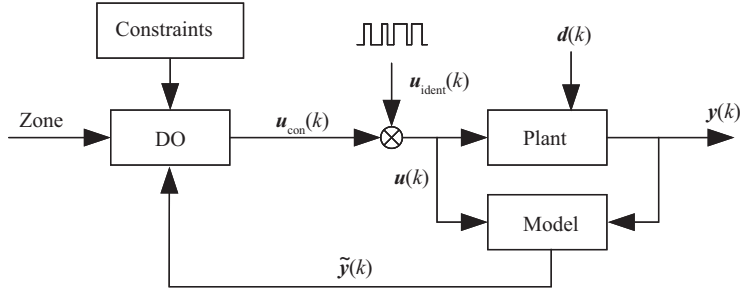 Constraints
d(k)
u_ident(k)
Zone
u_con(k)
y(k)
DO
Plant
u(k)
Model
ỹ(k)